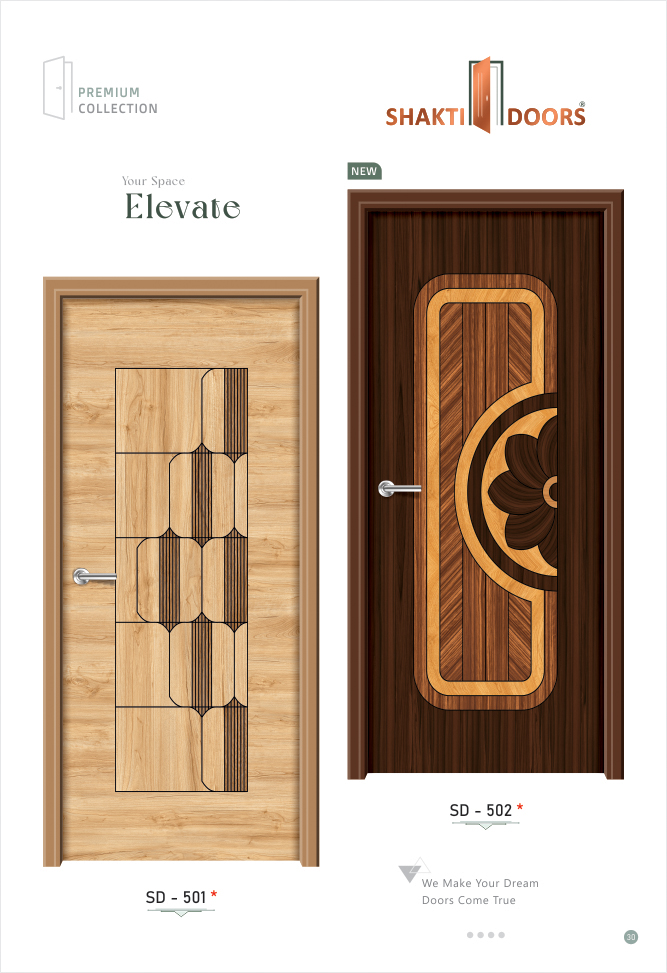 PREMIUM
COLLECTION
SHAKTI DOORS®
NEW
Your Space
Elevate
SD - 502 *
SD - 501 *
We Make Your Dream
Doors Come True
30